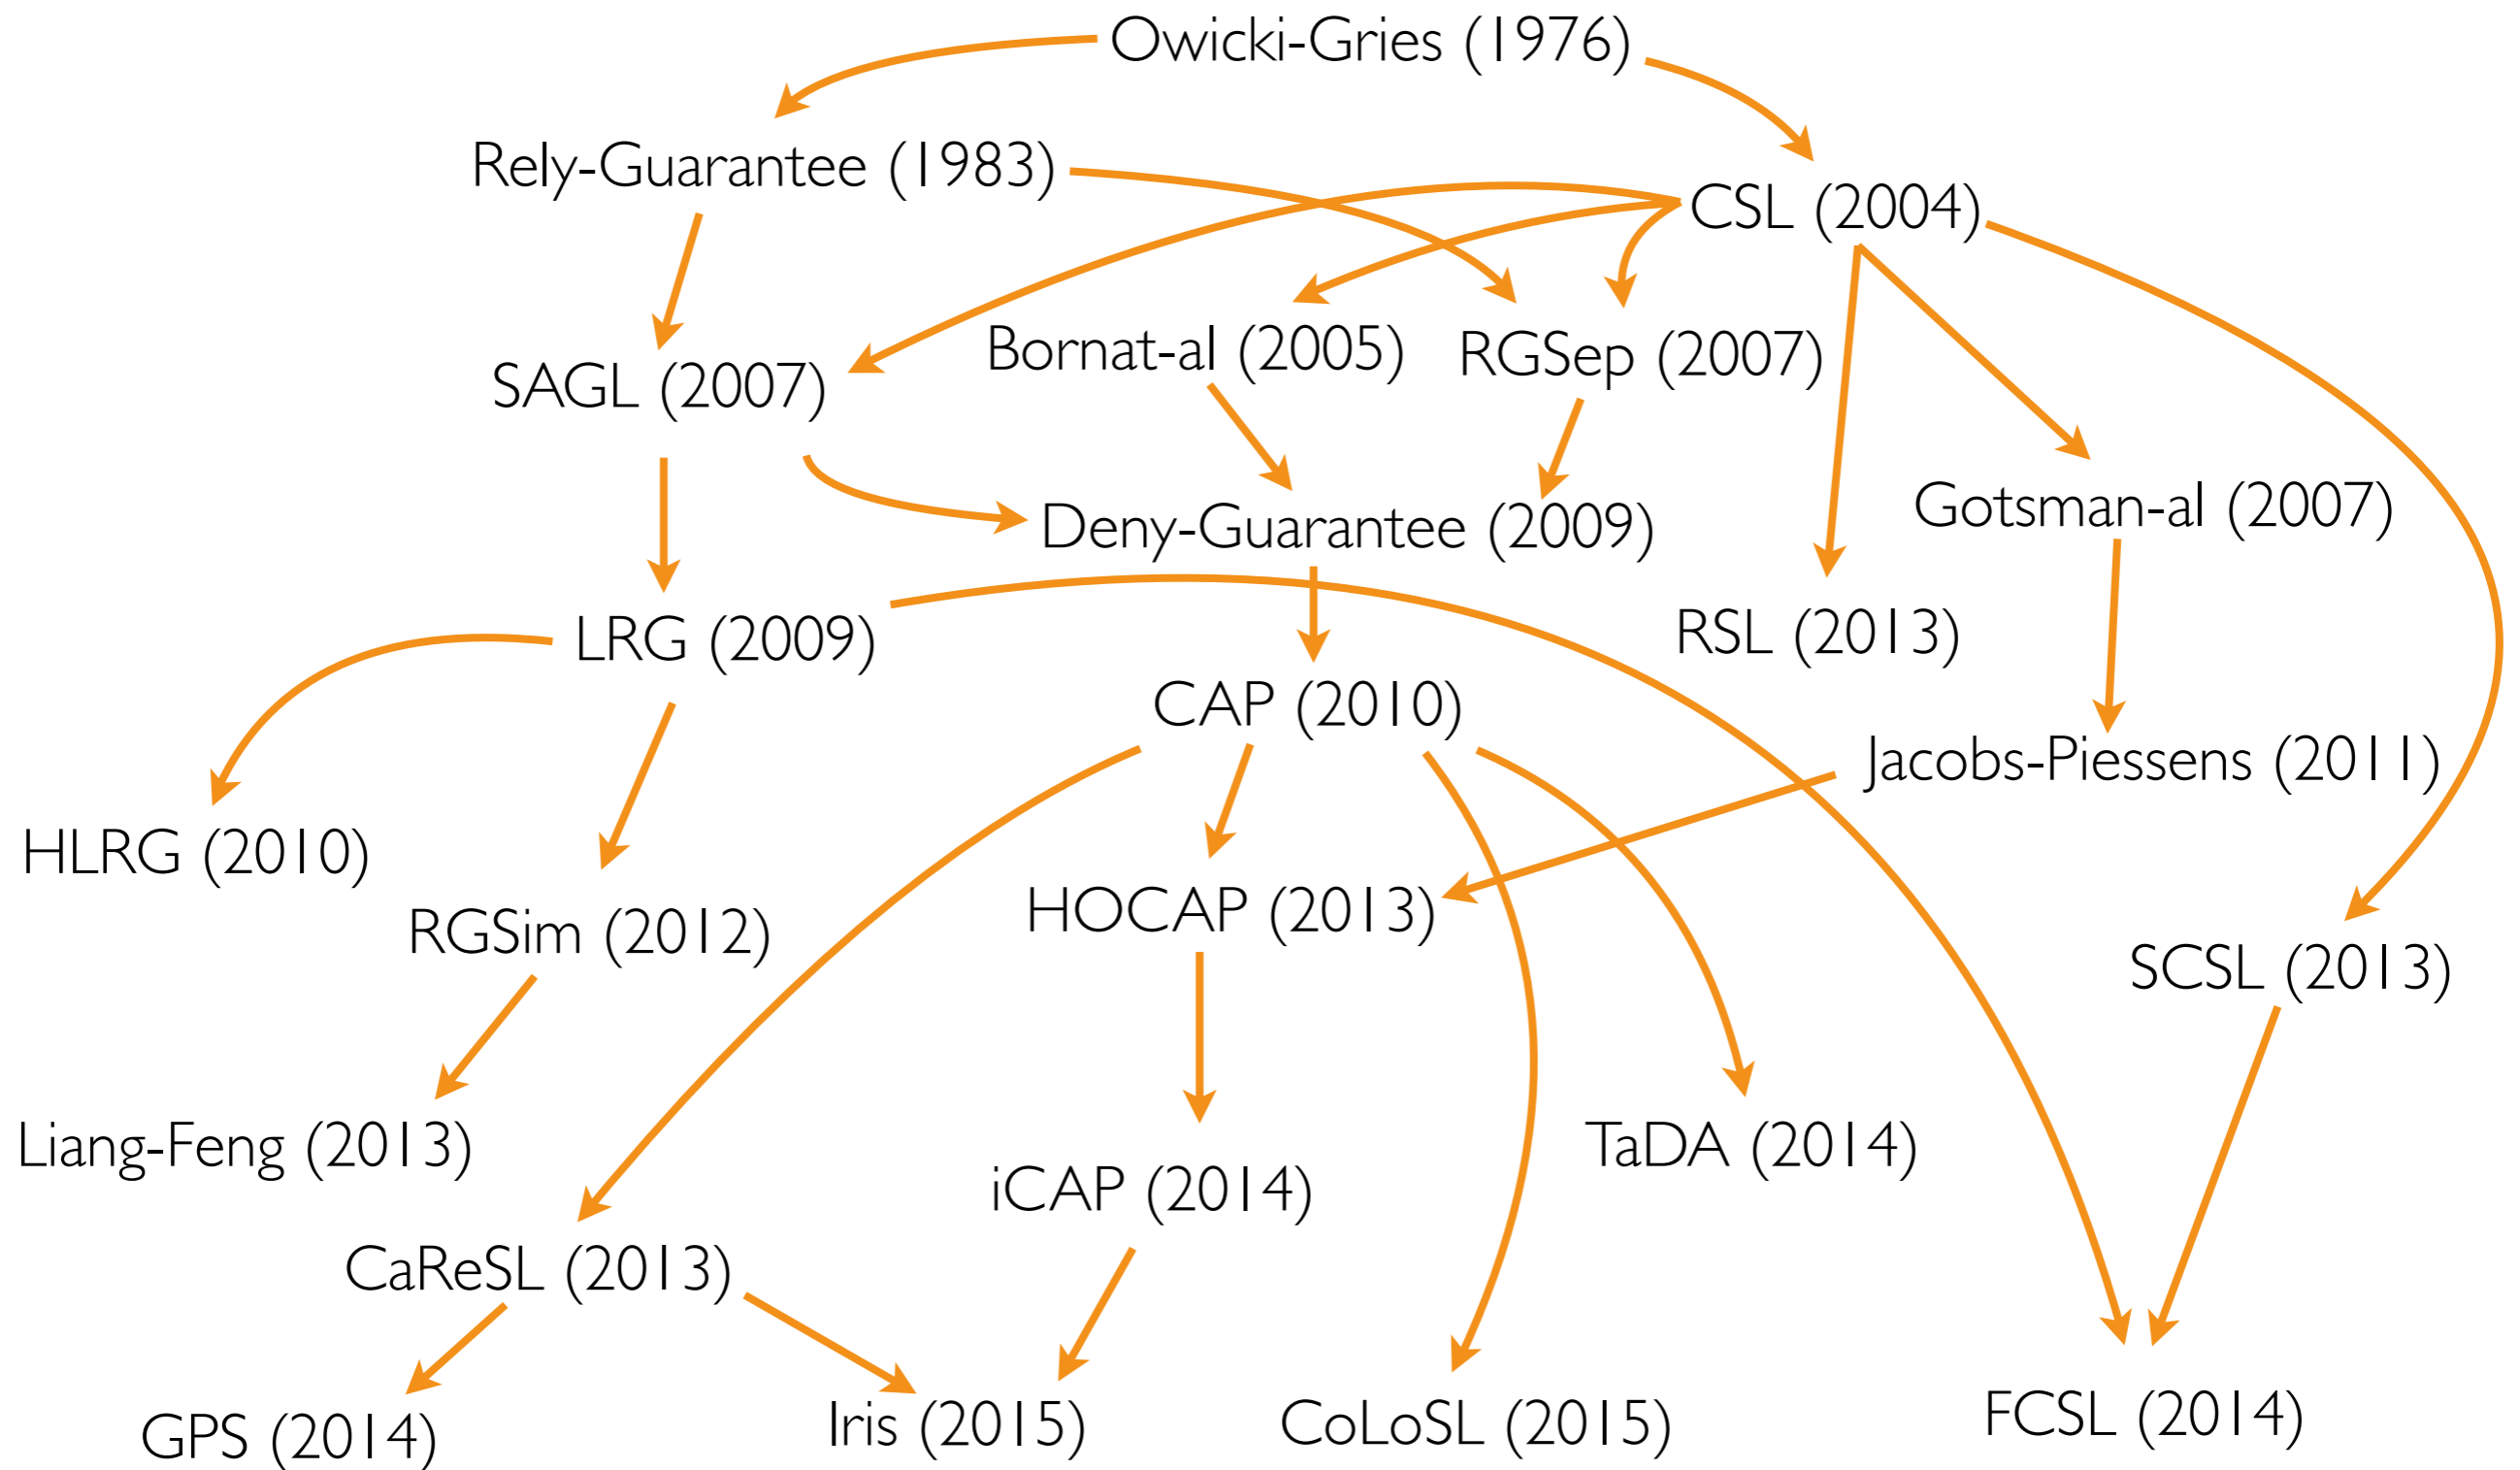 Owicki-Gries (1976)
Rely-Guarantee (1983)
CSL (2004)
Bornat-al (2005)
RGSep (2007)
SAGL (2007)
Gotsman-al (2007)
Deny-Guarantee (2009)
RSL (2013)
LRG (2009)
CAP (2010)
Jacobs-Piessens (2011)
HLRG (2010)
HOCAP (2013)
RGSim (2012)
SCSL (2013)
Liang-Feng (2013)
TaDA (2014)
iCAP (2014)
CaReSL (2013)
FCSL (2014)
Iris (2015)
CoLoSL (2015)
GPS (2014)